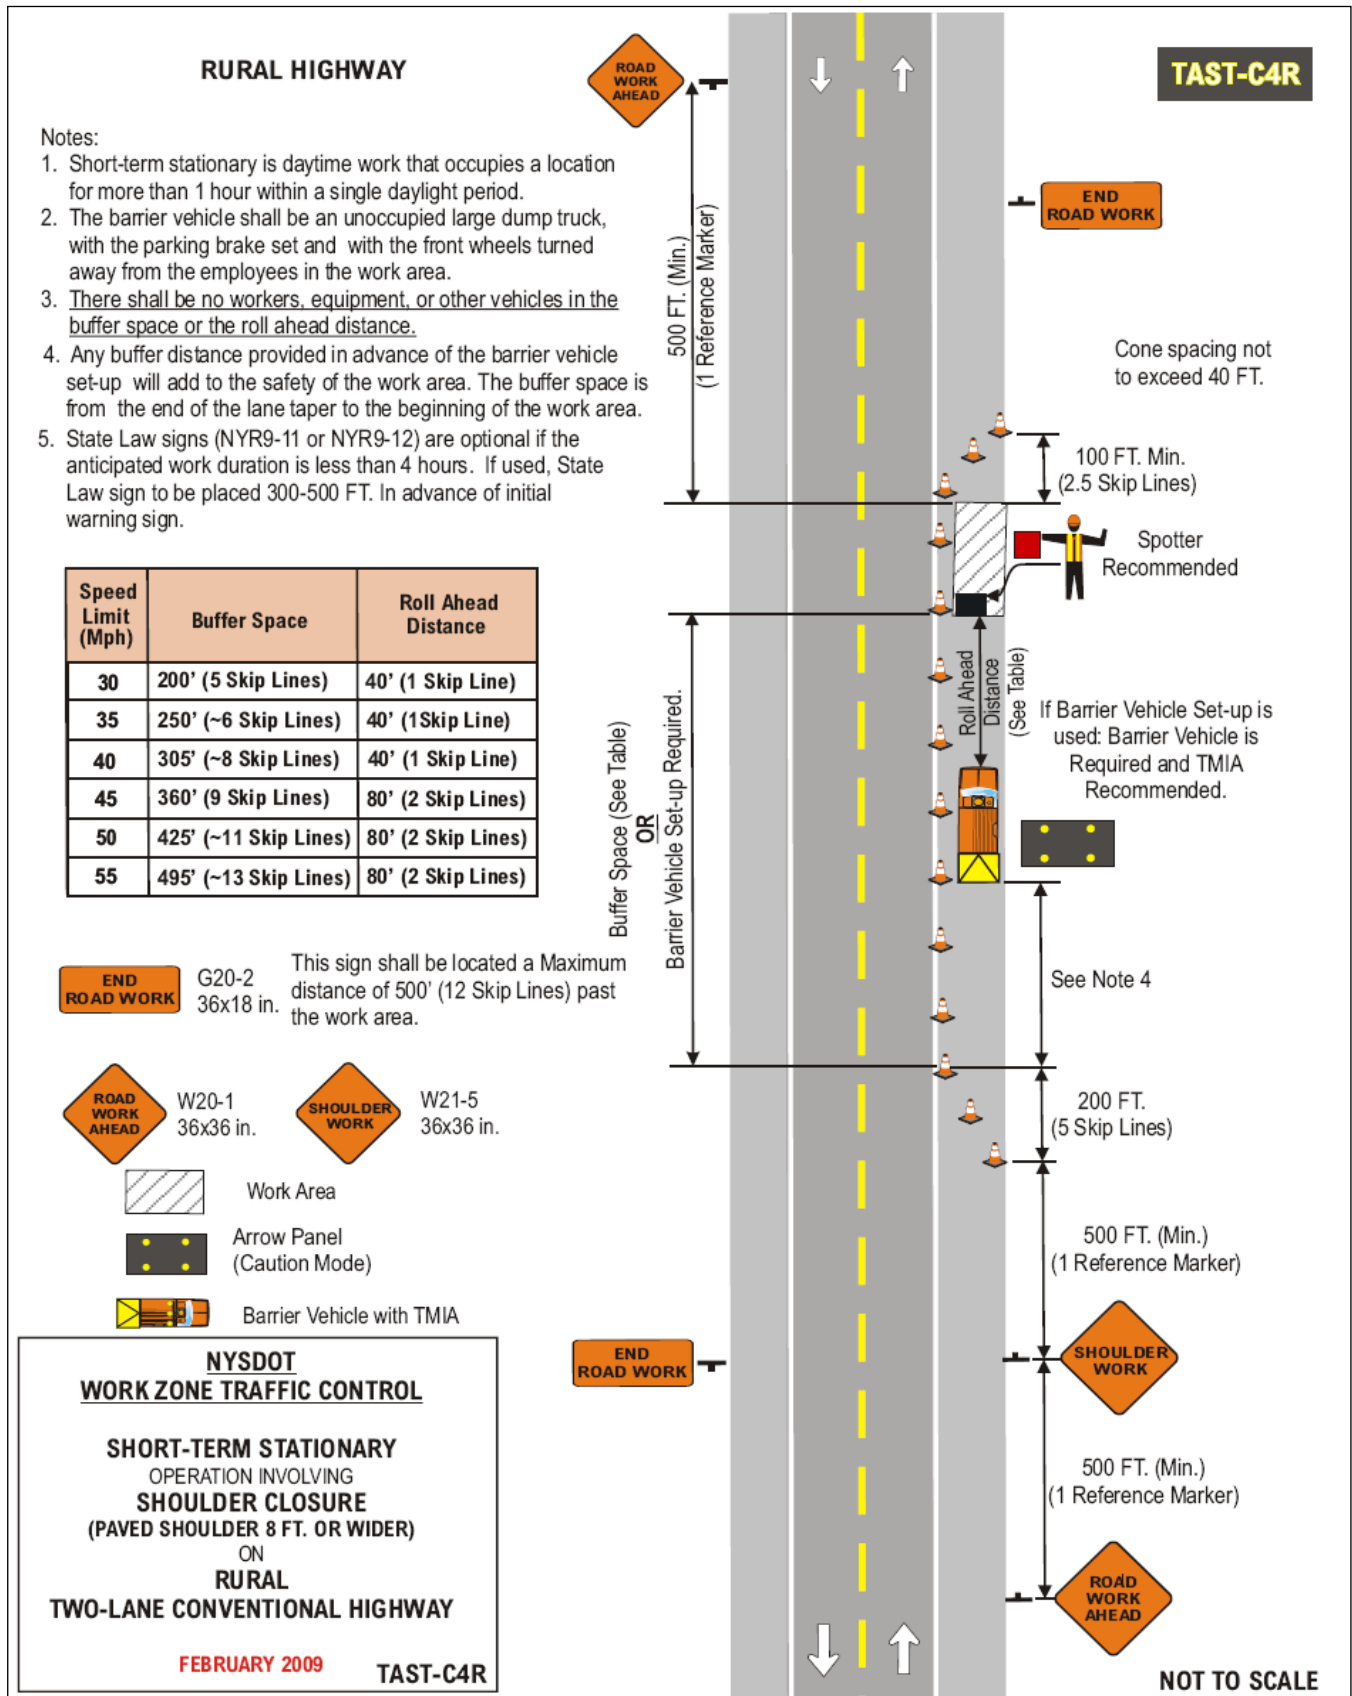 RURAL HIGHWAY
TAST-C4R
Notes:
1. Short-term stationary is daytime work that occupies a location
for more than 1 hour within a single daylight period.
2. The barrier vehicle shall be an unoccupied large dump truck,
with the parking brake set and with the front wheels turned
away from the employees in the work area.
3. There shall be no workers, equipment, or other vehicles in the
buffer space or the roll ahead distance.
4. Any buffer distance provided in advance of the barrier vehicle
set-up will add to the safety of the work area. The buffer space is
from the end of the lane taper to the beginning of the work area.
5. State Law signs (NYR9-11 or NYR9-12) are optional if the
anticipated work duration is less than 4 hours. If used, State
Law sign to be placed 300-500 FT. In advance of initial
warning sign.
Speed
Limit
(Mph)
Buffer Space
Roll Ahead
Distance
30 200' (5 Skip Lines) 40' (1 Skip Line)
35 250' (~6 Skip Lines) 40' (1Skip Line)
40 305' (~8 Skip Lines) 40' (1 Skip Line)
45 360' (9 Skip Lines) 80' (2 Skip Lines)
50 425' (~11 Skip Lines) 80' (2 Skip Lines)
55 495' (~13 Skip Lines) 80' (2 Skip Lines)
END
ROAD WORK
G20-2
36x18 in.
This sign shall be located a Maximum
distance of 500' (12 Skip Lines) past
the work area.
ROAD
WORK
AHEAD
W20-1
36x36 in.
SHOULDER
WORK
W21-5
36x36 in.
Work Area
Arrow Panel
(Caution Mode)
Barrier Vehicle with TMIA
NYSDOT
WORK ZONE TRAFFIC CONTROL
SHORT-TERM STATIONARY
OPERATION INVOLVING
SHOULDER CLOSURE
(PAVED SHOULDER 8 FT. OR WIDER)
ON
RURAL
TWO-LANE CONVENTIONAL HIGHWAY
FEBRUARY 2009
TAST-C4R
ROAD
WORK
AHEAD
500 FT. (Min.)
(1 Reference Marker)
END
ROAD WORK
Cone spacing not
to exceed 40 FT.
100 FT. Min.
(2.5 Skip Lines)
Spotter
Recommended
Roll Ahead
Distance
(See Table)
If Barrier Vehicle Set-up is
used: Barrier Vehicle is
Required and TMIA
Recommended.
Buffer Space (See Table)
OR
Barrier Vehicle Set-up Required.
See Note 4
200 FT.
(5 Skip Lines)
500 FT. (Min.)
(1 Reference Marker)
END
ROAD WORK
SHOULDER
WORK
500 FT. (Min.)
(1 Reference Marker)
ROAD
WORK
AHEAD
NOT TO SCALE